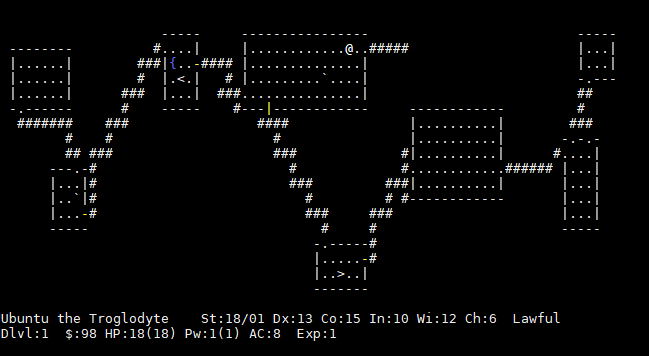 Ubuntu the Troglodyte St:18/01 Dx:13 Co:15 In:10 Wi:12 Ch:6 Lawful
Dlvl:1 $:98 HP:18(18) Pw:1(1) AC:8 Exp:1